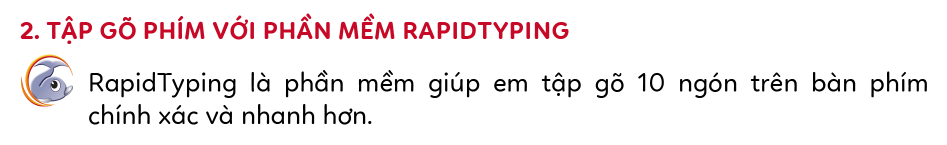 2. TẬP GÕ PHÍM VỚI PHẦN MỀM RAPIDTYPING
RapidTyping là phần mềm giúp em tập gõ 10 ngón trên bàn phím
chính xác và nhanh hơn.